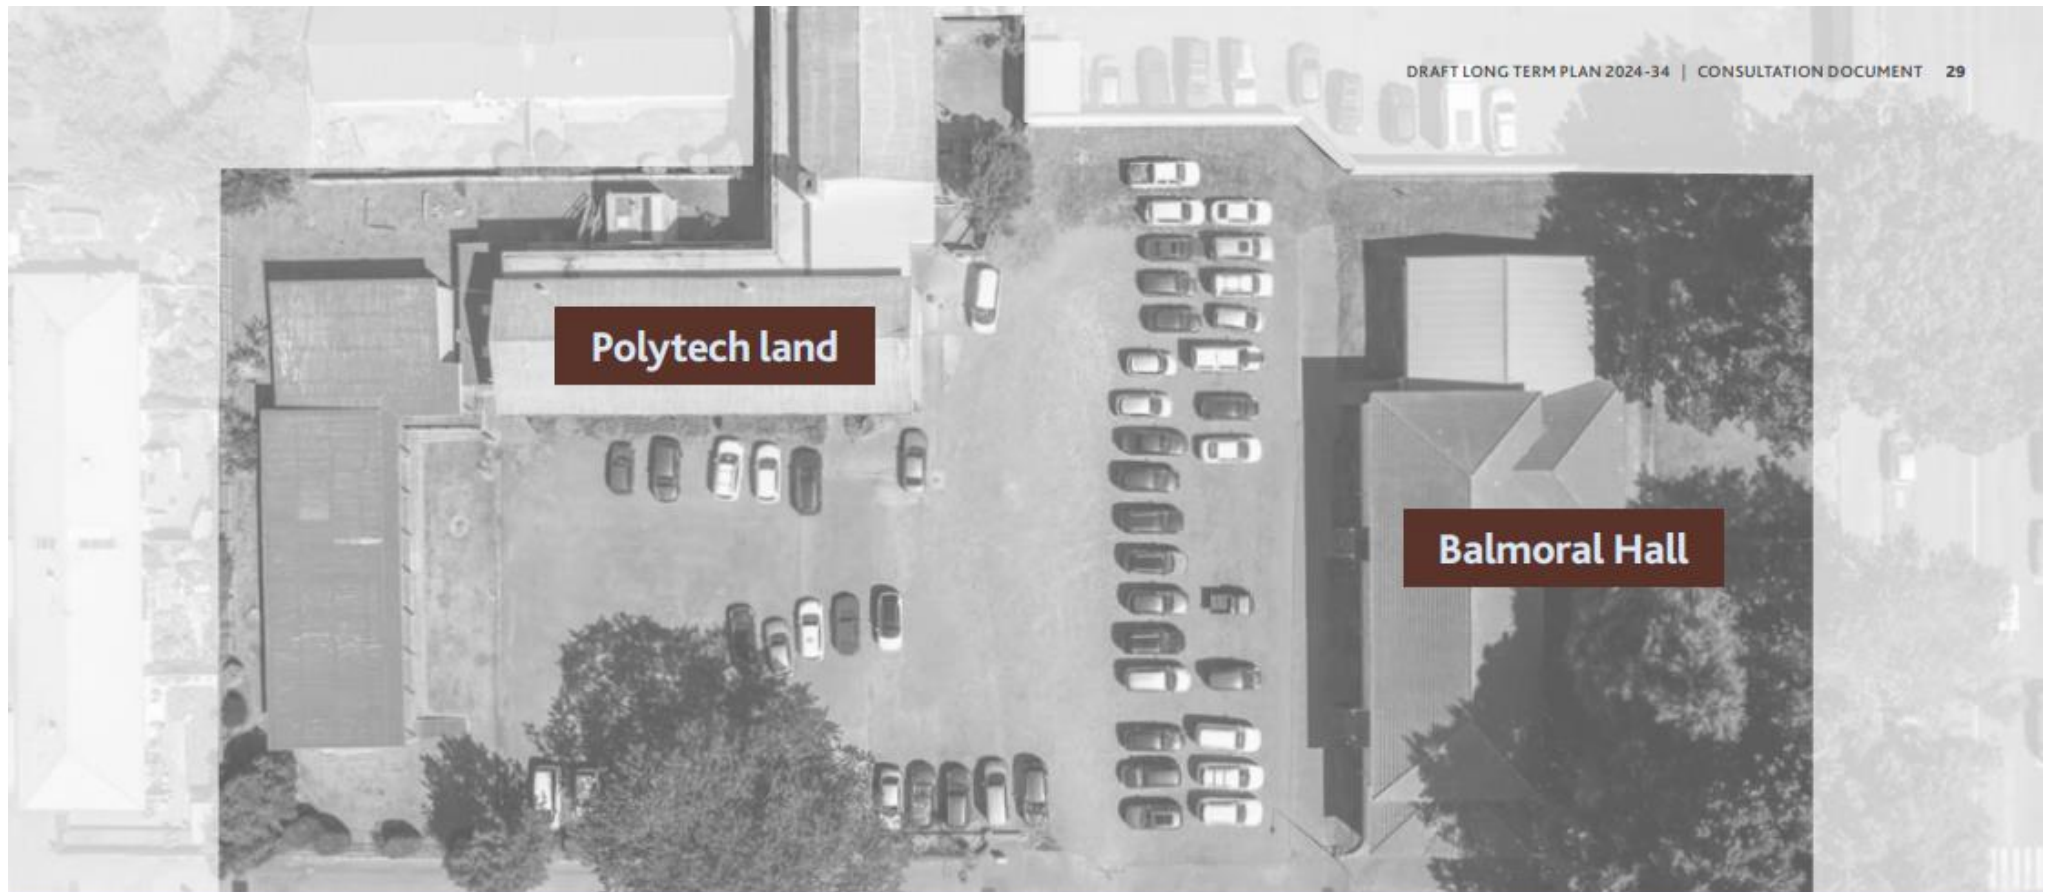 DRAFT LONG TERM PLAN 2024-34 | CONSULTATION DOCUMENT 29
Polytech land
Balmoral Hall